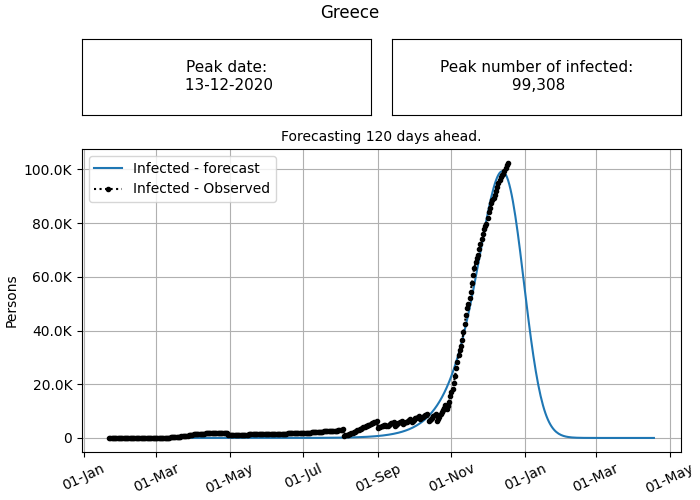 Greece
Peak date:
13-12-2020
Peak number of infected:
99,308
Forecasting 120 days ahead.
Infected - forecast
Infected - Observed
100.0K
80.0K
60.0K
40.0K
20.0K
0
Persons
01-Jan
01-Mar
01-May
01-Jul
01-Sep
01-Nov
01-Jan
01-Mar
01-May